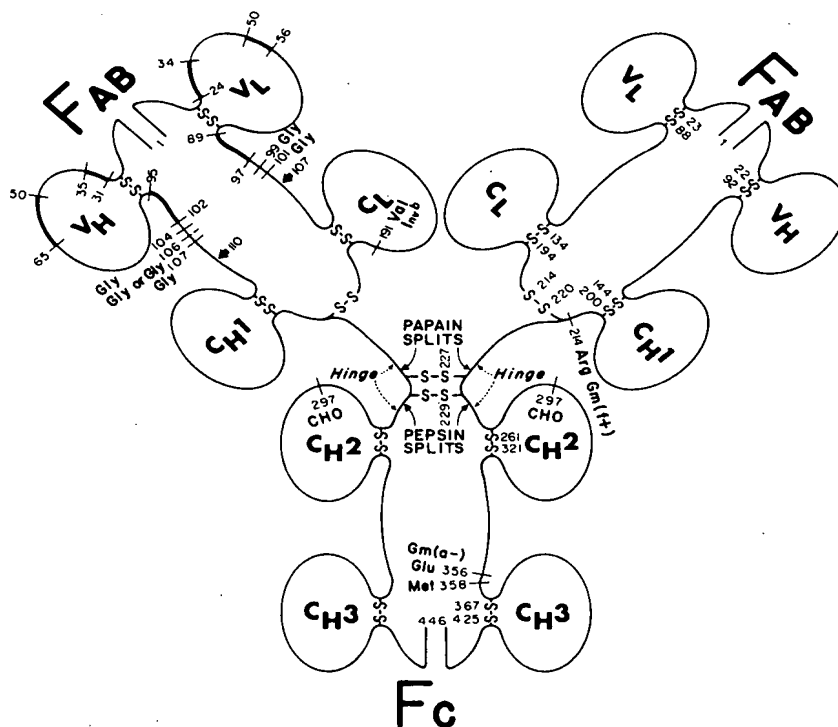 50
56
34
24
VL
S-S
89
FAB
99 Gly
101 Gly
97
107
50
35
31
S-S
95
VH
65
102
104
106
107
110
Gly
Gly or Gly
Gly
CL
S-S
191 Val
Invb
S-S
S-S
CH1
FAB
VL
S-S
23
88
1
22
92
S-S
VH
CL
S-S
134
194
214
S-S
220
144
200
S-S
CH1
214 Arg Gm(f+)
PAPAIN
SPLITS
227
Hinge
-S-S-
Hinge
-S-S-
229
PEPSIN
SPLITS
297
CHO
CH2
S-S
297
CHO
CH2
S-S
261
321
Gm(a-)
Glu 356
Met 358
CH3
S-S
367
425
S-S
CH3
446
Fc